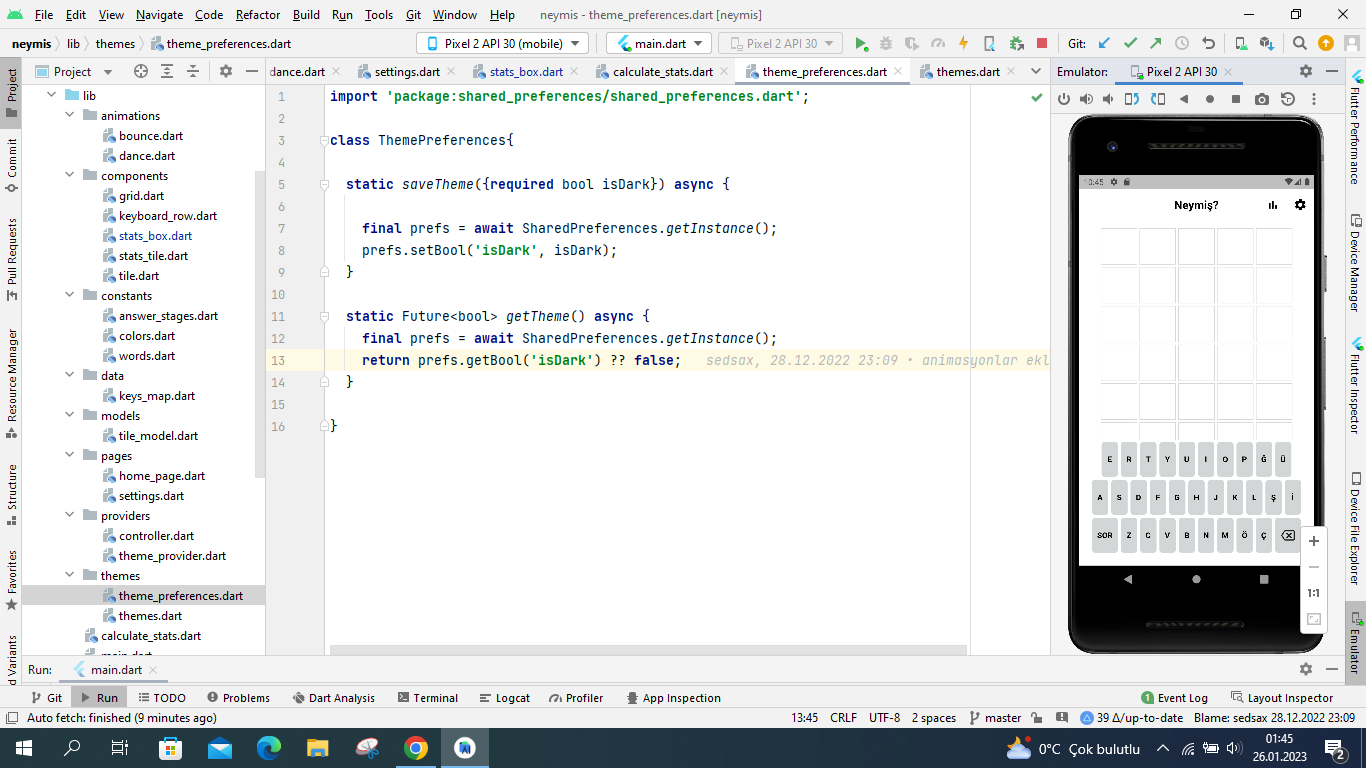 File Edit View Navigate Code Refactor Build Run Tools Git Window Help neymis - theme_preferences.dart [neymis]
neymis lib themes theme_preferences.dart Pixel 2 API 30 (mobile) main.dart Pixel 2 API 30 Git:
Project dance.dart settings.dart stats_box.dart calculate_stats.dart theme_preferences.dart themes.dart Emulator: Pixel 2 API 30
Project
Commit
Pull Requests
Resource Manager
Structure
Favorites
d Variants
lib
animations
bounce.dart
dance.dart
components
grid.dart
keyboard_row.dart
stats_box.dart
stats_tile.dart
tile.dart
constants
answer_stages.dart
colors.dart
words.dart
data
keys_map.dart
models
tile_model.dart
pages
home_page.dart
settings.dart
providers
controller.dart
theme_provider.dart
themes
theme_preferences.dart
themes.dart
calculate_stats.dart
main.dart
1 import 'package:shared_preferences/shared_preferences.dart';
2
3 class ThemePreferences{
4
5 static saveTheme({required bool isDark}) async {
6
7 final prefs = await SharedPreferences.getInstance();
8 prefs.setBool('isDark', isDark);
9 }
10
11 static Future<bool> getTheme() async {
12 final prefs = await SharedPreferences.getInstance();
13 return prefs.getBool('isDark') ?? false; sedsax, 28.12.2022 23:09 • animasyonlar ekl
14 }
15
16 }
10:45
Neymiş?
E R T Y U I O P Ğ Ü
A S D F G H J K L Ş İ
SOR Z C V B N M Ö Ç
1:1
Flutter Performance
Device Manager
Flutter Inspector
Device File Explorer
Emulator
Run: main.dart
Git Run TODO Problems Dart Analysis Terminal Logcat Profiler App Inspection 1 Event Log Layout Inspector
Auto fetch: finished (9 minutes ago) 13:45 CRLF UTF-8 2 spaces master 39 Δ/up-to-date Blame: sedsax 28.12.2022 23:09
0°C Çok bulutlu 01:45
26.01.2023 2